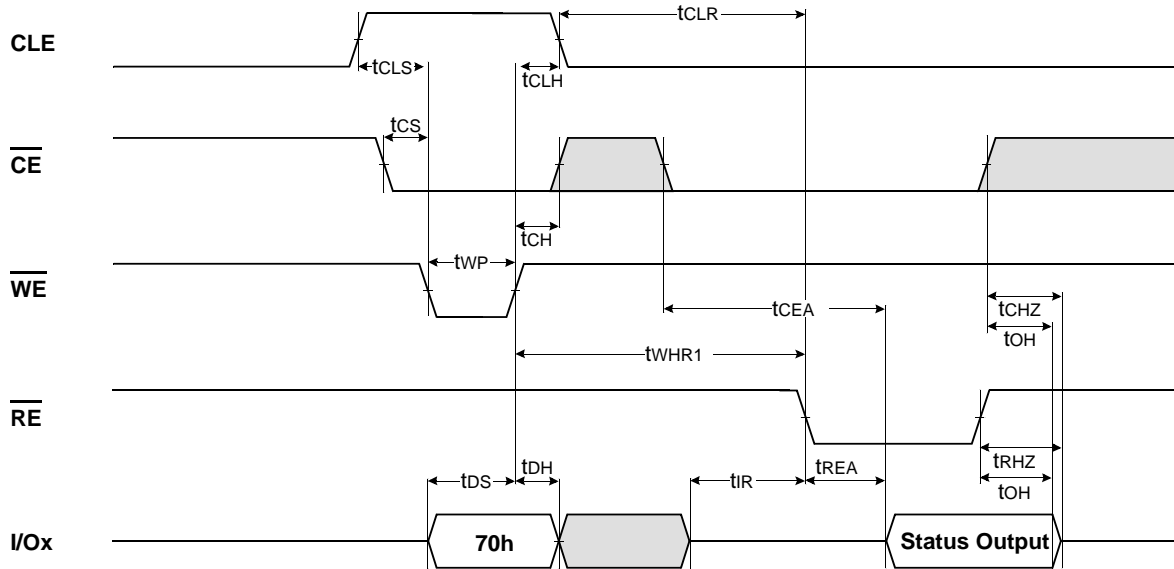 tCLR
CLE
tCLS
tCLH
tCS
CE
tCH
tWP
WE
tCEA
tCHZ
tOH
tWHR1
RE
tDH
tREA
tRHZ
tDS
tIR
tOH
I/Ox
70h
Status Output